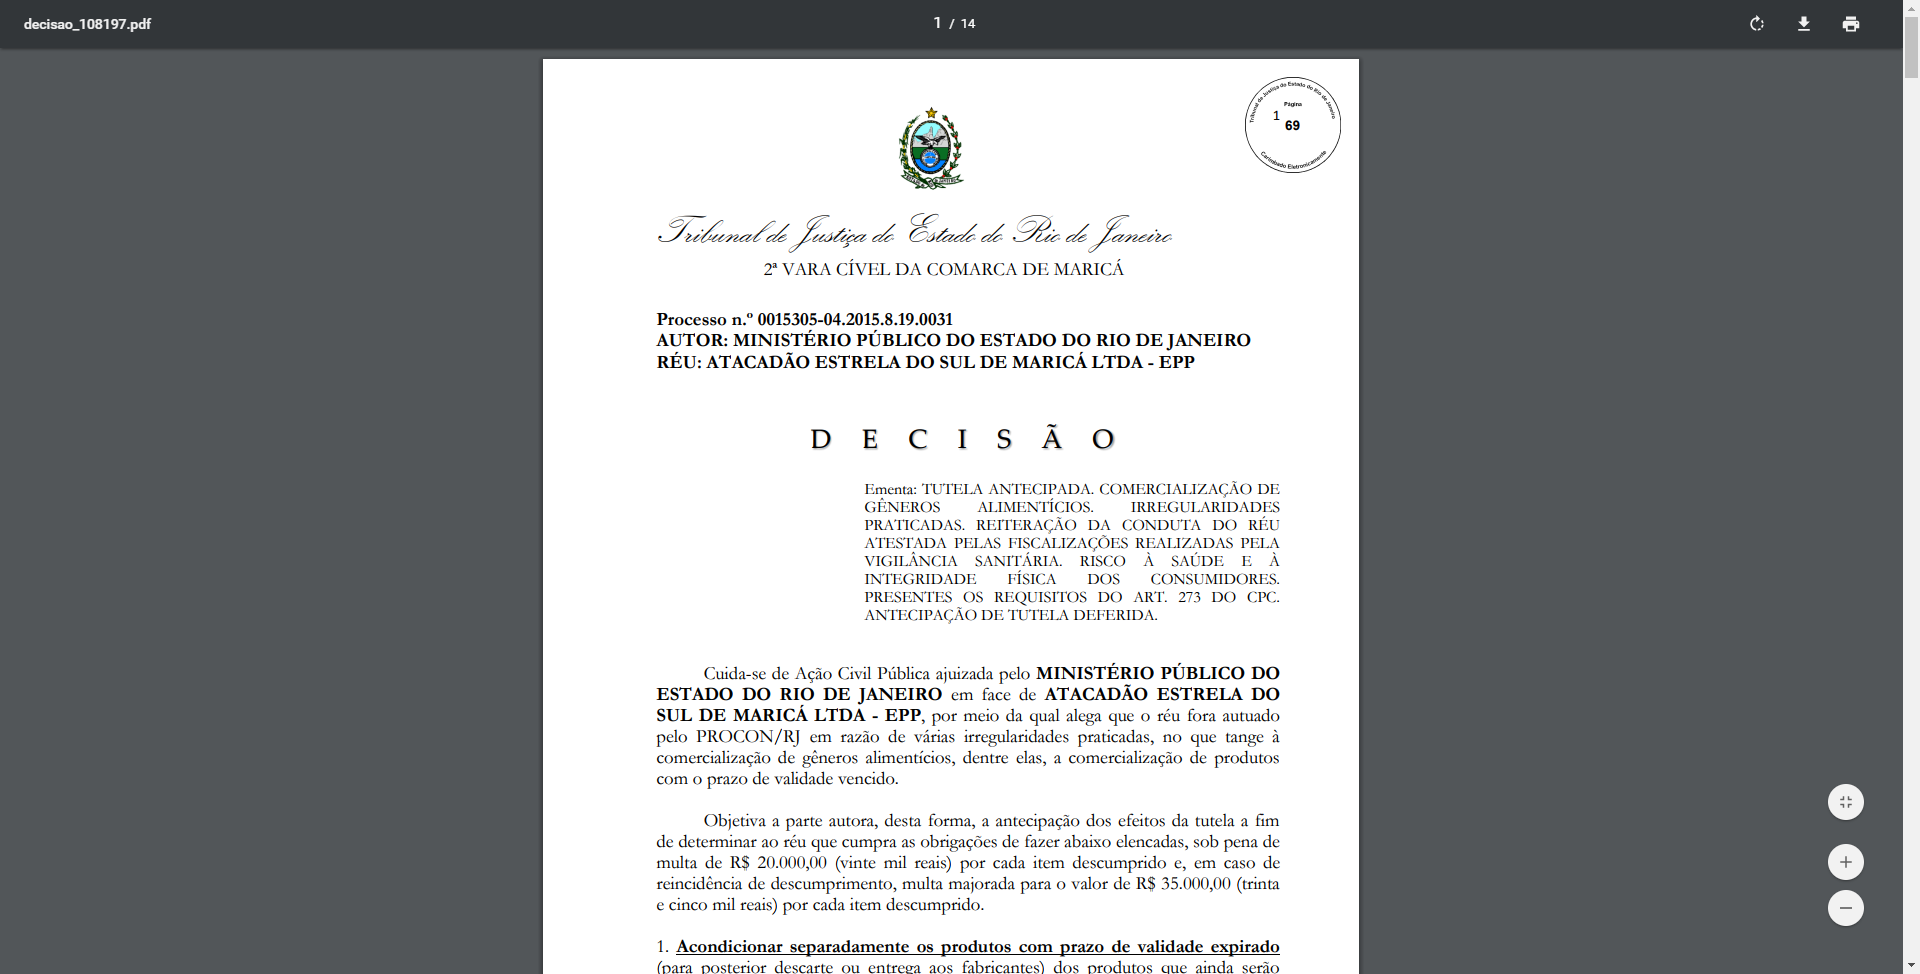 decisao_108197.pdf
1 / 14
Tribunal de Justiça do Estado do Rio de Janeiro
Página
1
69
Carimbado Eletronicamente
Tribunal de Justiça do Estado do Rio de Janeiro
2ª VARA CÍVEL DA COMARCA DE MARICÁ
Processo n.º 0015305-04.2015.8.19.0031
AUTOR: MINISTÉRIO PÚBLICO DO ESTADO DO RIO DE JANEIRO
RÉU: ATACADÃO ESTRELA DO SUL DE MARICÁ LTDA - EPP
D E C I S Ã O
Ementa: TUTELA ANTECIPADA. COMERCIALIZAÇÃO DE
GÊNEROS ALIMENTÍCIOS. IRREGULARIDADES
PRATICADAS. REITERAÇÃO DA CONDUTA DO RÉU
ATESTADA PELAS FISCALIZAÇÕES REALIZADAS PELA
VIGILÂNCIA SANITÁRIA. RISCO À SAÚDE E À
INTEGRIDADE FÍSICA DOS CONSUMIDORES.
PRESENTES OS REQUISITOS DO ART. 273 DO CPC.
ANTECIPAÇÃO DE TUTELA DEFERIDA.
Cuida-se de Ação Civil Pública ajuizada pelo MINISTÉRIO PÚBLICO DO
ESTADO DO RIO DE JANEIRO em face de ATACADÃO ESTRELA DO
SUL DE MARICÁ LTDA - EPP, por meio da qual alega que o réu fora autuado
pelo PROCON/RJ em razão de várias irregularidades praticadas, no que tange à
comercialização de gêneros alimentícios, dentre elas, a comercialização de produtos
com o prazo de validade vencido.
Objetiva a parte autora, desta forma, a antecipação dos efeitos da tutela a fim
de determinar ao réu que cumpra as obrigações de fazer abaixo elencadas, sob pena de
multa de R$ 20.000,00 (vinte mil reais) por cada item descumprido e, em caso de
reincidência de descumprimento, multa majorada para o valor de R$ 35.000,00 (trinta
e cinco mil reais) por cada item descumprido.
1. Acondicionar separadamente os produtos com prazo de validade expirado
(para posterior descarte ou entrega aos fabricantes) dos produtos que ainda serão